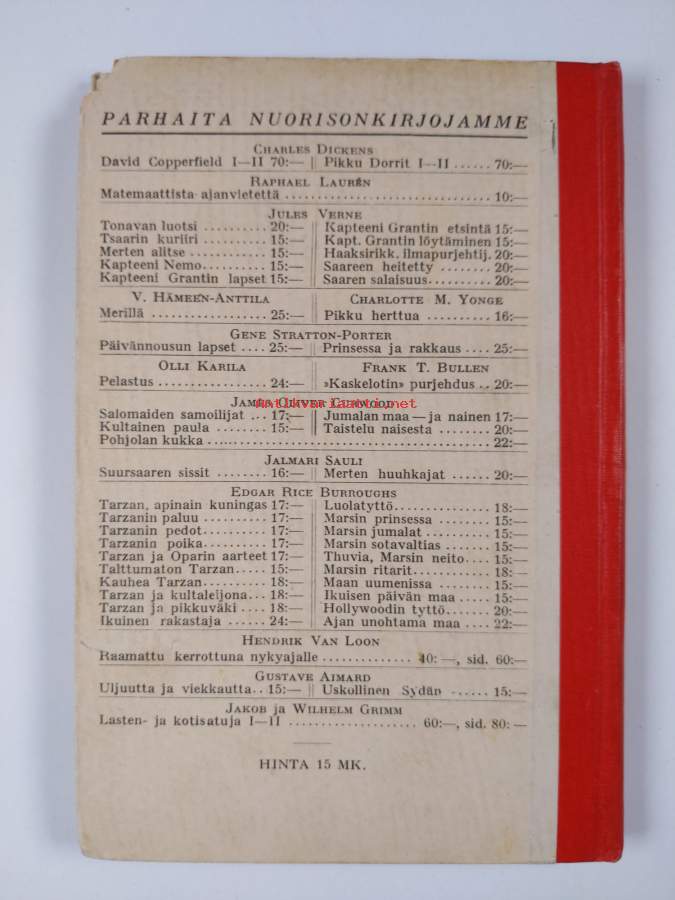 PARHAITA NUORISONKIRJOJAMME
CHARLES DICKENS
David Copperfield I—II 70:— || Pikku Dorrit I—II ...... 70:—
RAPHAEL LAURÉN
Matemaattista ajanvietettä .................................. 10:—
JULES VERNE
Tonavan luotsi .......... 20:— || Kapteeni Grantin etsintä 15:—
Tsaarin kuriiri .......... 15:— || Kapt. Grantin löytäminen 15:—
Merten alitse ............ 15:— || Haaksirikk. ilmapurjehtij. 20:—
Kapteeni Nemo.......... 15:— || Saareen heitetty ........ 20:—
Kapteeni Grantin lapset 15:— || Saaren salaisuus.......... 20:—
V. HÄMEEN-ANTTILA || CHARLOTTE M. YONGE
Merillä .................. 25:— || Pikku herttua .......... 16:—
GENE STRATTON-PORTER
Päivännousun lapset .... 25:— || Prinsessa ja rakkaus .... 25:—
OLLI KARILA || FRANK T. BULLEN
Pelastus .................. 24:— || »Kaskelotin» purjehdus .. 20:—
JAMES OLIVER CURWOOD
antikvariaatti.net
Salomaiden samoilijat ... 17:— || Jumalan maa — ja nainen 17:—
Kultainen paula ........ 15:— || Taistelu naisesta ........ 20:—
Pohjolan kukka .................................. 22:—
JALMARI SAULI
Suursaaren sissit ........ 16:— || Merten huuhkajat ...... 20:—
EDGAR RICE BURROUGHS
Tarzan, apinain kuningas 17:— || Luolatyttö................ 18:—
Tarzanin paluu .......... 17:— || Marsin prinsessa ........ 15:—
Tarzanin pedot.......... 17:— || Marsin jumalat .......... 15:—
Tarzanin poika.......... 17:— || Marsin sotavaltias ....... 15:—
Tarzan ja Oparin aarteet 17:— || Thuvia, Marsin neito.... 15:—
Talttumaton Tarzan..... 15:— || Marsin ritarit............ 18:—
Kauhea Tarzan.......... 18:— || Maan uumenissa ........ 15:—
Tarzan ja kultaleijona... 18:— || Ikuisen päivän maa ..... 15:—
Tarzan ja pikkuväki .... 18:— || Hollywoodin tyttö....... 20:—
Ikuinen rakastaja ...... 24:— || Ajan unohtama maa .... 22:—
HENDRIK VAN LOON
Raamattu kerrottuna nykyajalle .............. 40:—, sid. 60:—
GUSTAVE AIMARD
Uljuutta ja viekkautta.. 15:— || Uskollinen Sydän ...... 15:—
JAKOB JA WILHELM GRIMM
Lasten- ja kotisatuja I—II .................... 60:—, sid. 80:—
HINTA 15 MK.